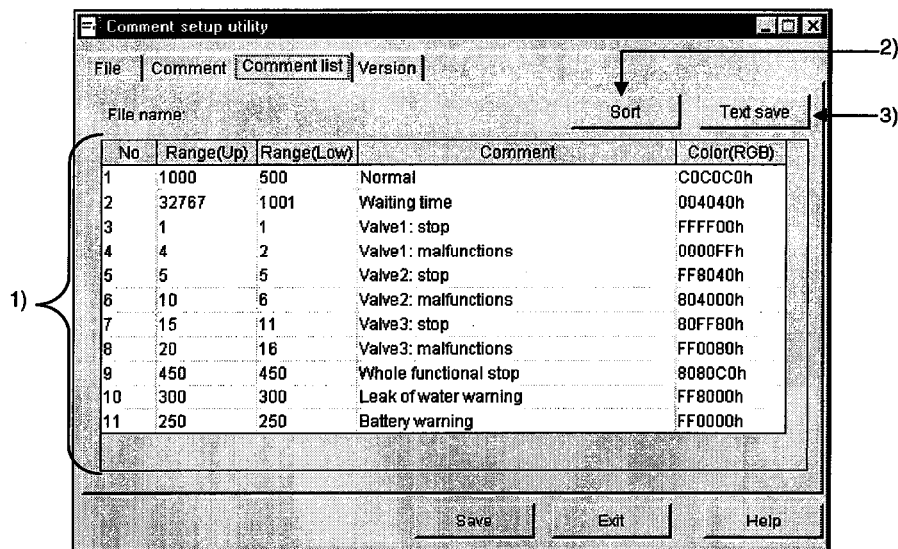 Comment setup utility
2)
File Comment Comment list Version
File name: Sort Text save 3)
No Range(Up) Range(Low) Comment Color(RGB)
1 1000 500 Normal C0C0C0h
2 32767 1001 Waiting time 004040h
3 1 1 Valve1: stop FFFF00h
4 4 2 Valve1: malfunctions 0000FFh
5 5 5 Valve2: stop FF8040h
1) 6 10 6 Valve2: malfunctions 804000h
7 15 11 Valve3: stop 80FF80h
8 20 16 Valve3: malfunctions FF0080h
9 450 450 Whole functional stop 8080C0h
10 300 300 Leak of water warning FF8000h
11 250 250 Battery warning FF0000h
Save Exit Help